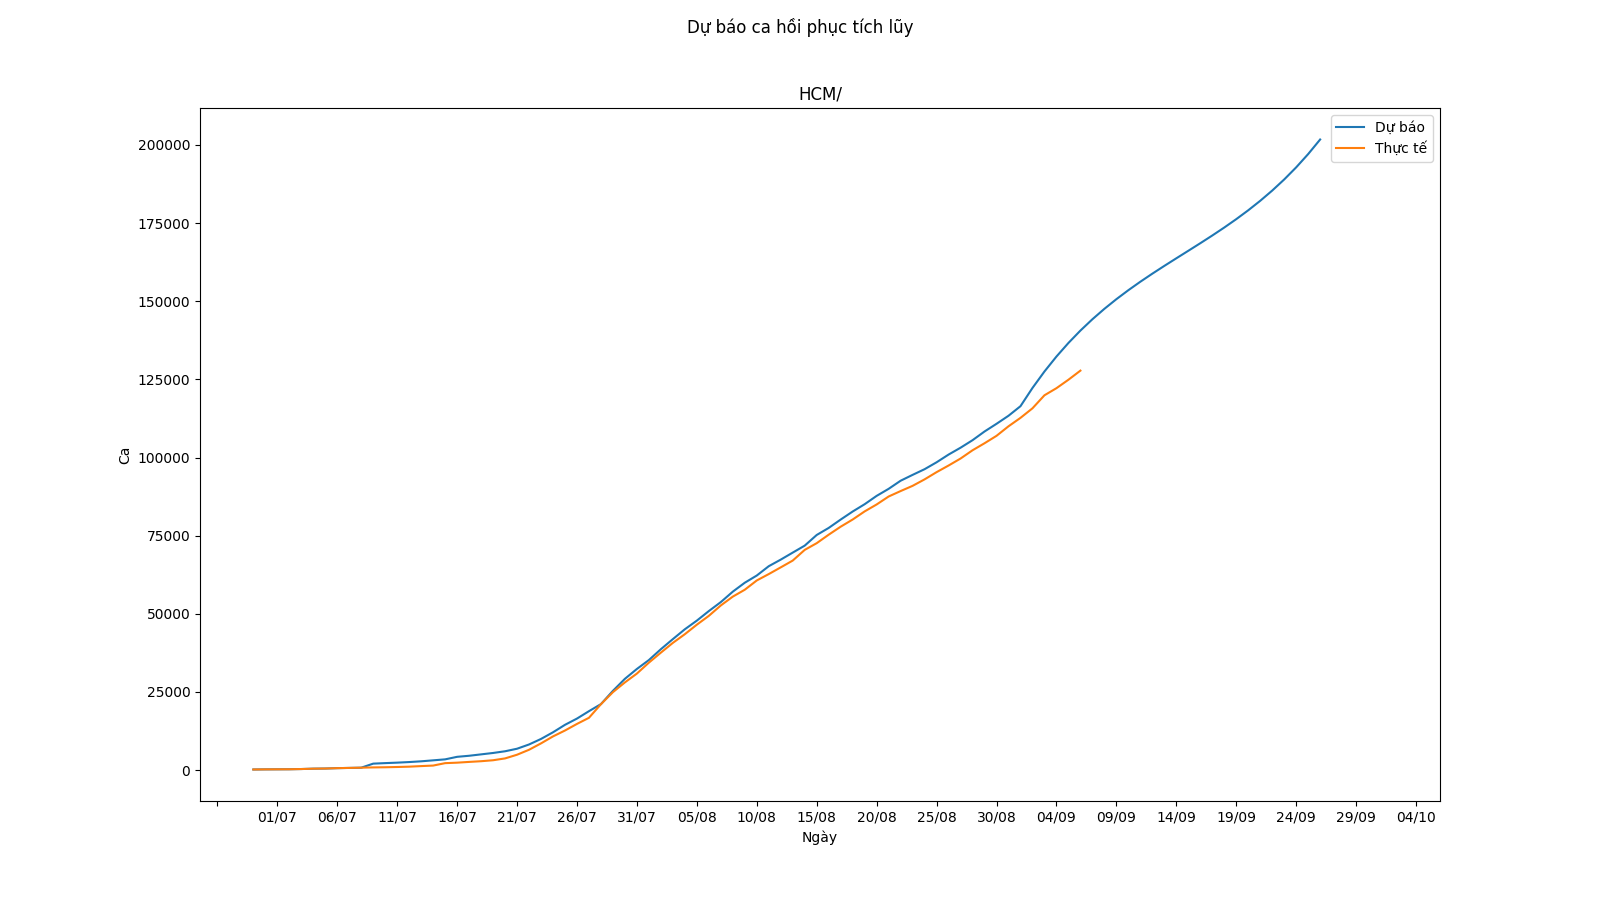 Dự báo ca hồi phục tích lũy
HCM/
Dự báo
Thực tế
200000
175000
150000
125000
100000
75000
50000
25000
0
Ca
01/07 06/07 11/07 16/07 21/07 26/07 31/07 05/08 10/08 15/08 20/08 25/08 30/08 04/09 09/09 14/09 19/09 24/09 29/09 04/10
Ngày